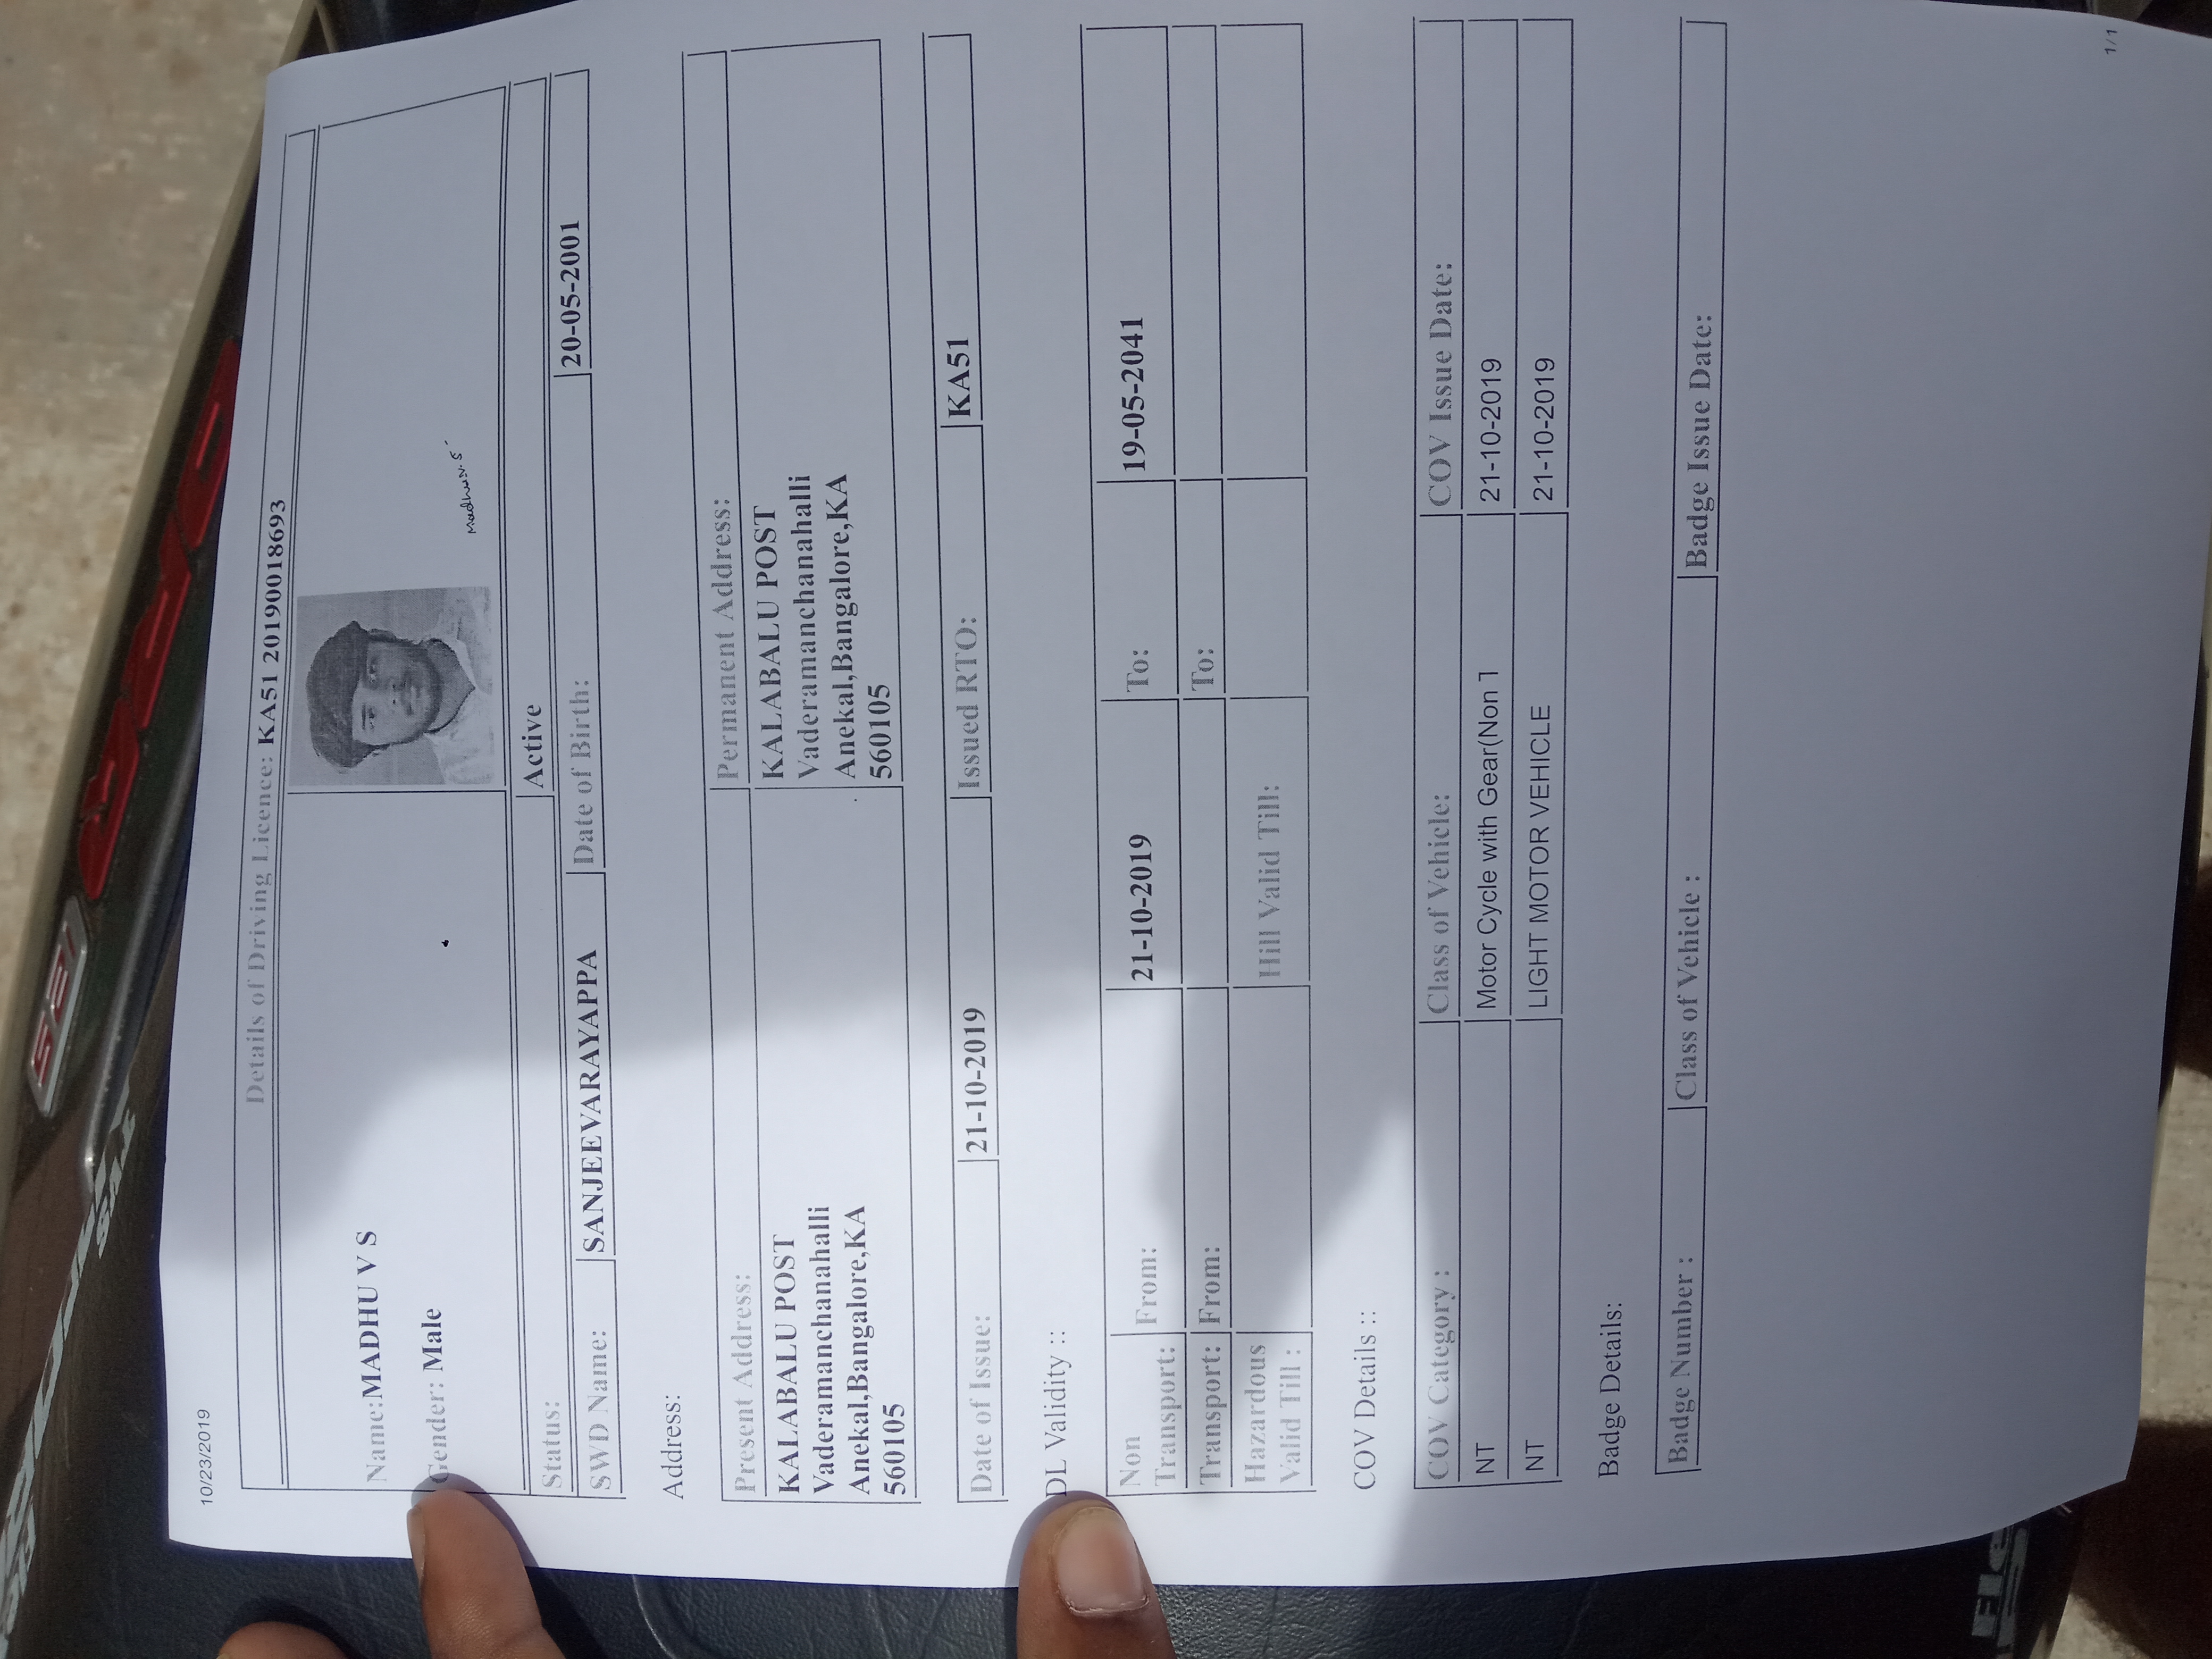 10/23/2019
Details of Driving Licence: KA51 20190018693
Name:MADHU V S
Gender: Male
Madhu.V.S
Status: Active
SWD Name: SANJEEVARAYAPPA Date of Birth: 20-05-2001
Address:
Present Address: Permanent Address:
KALABALU POST KALABALU POST
Vaderamanchanahalli Vaderamanchanahalli
Anekal,Bangalore,KA Anekal,Bangalore,KA
560105 560105
Date of Issue: 21-10-2019 Issued RTO: KA51
DL Validity ::
Non Transport: From: 21-10-2019 To: 19-05-2041
Transport: From: To:
Hazardous Valid Till : Hill Valid Till:
COV Details ::
COV Category : Class of Vehicle: COV Issue Date:
NT Motor Cycle with Gear(Non T 21-10-2019
NT LIGHT MOTOR VEHICLE 21-10-2019
Badge Details:
Badge Number : Class of Vehicle : Badge Issue Date:
1/1